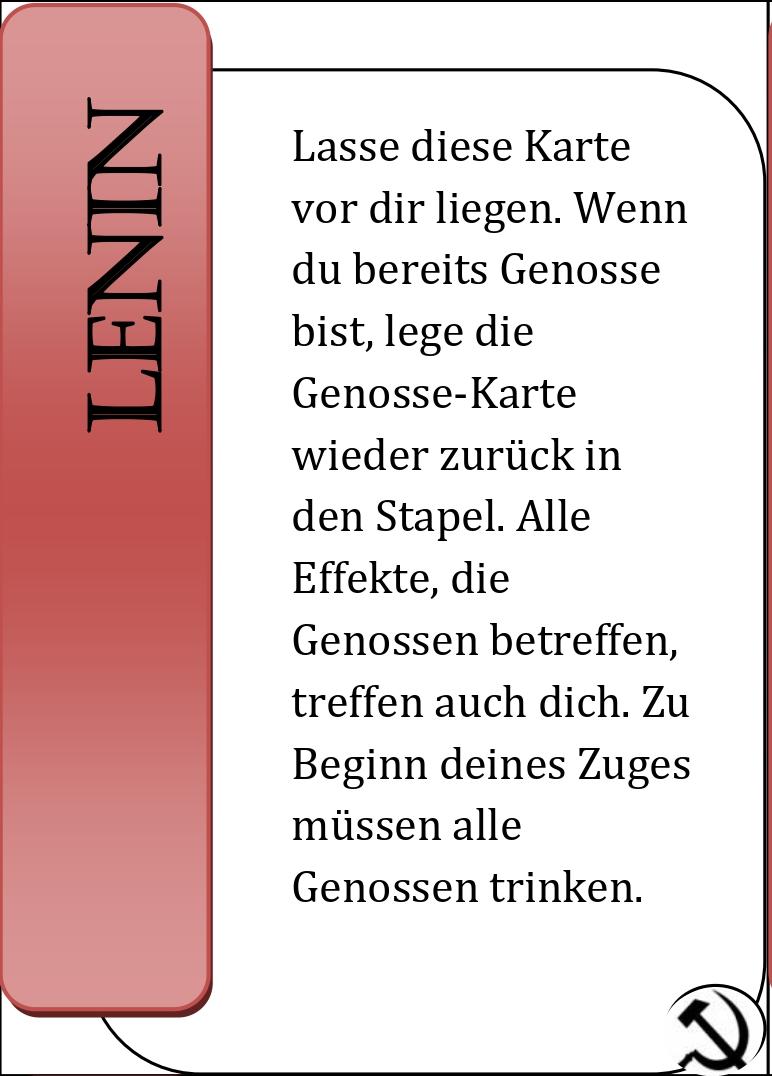 LENIN
Lasse diese Karte
vor dir liegen. Wenn
du bereits Genosse
bist, lege die
Genosse-Karte
wieder zurück in
den Stapel. Alle
Effekte, die
Genossen betreffen,
treffen auch dich. Zu
Beginn deines Zuges
müssen alle
Genossen trinken.